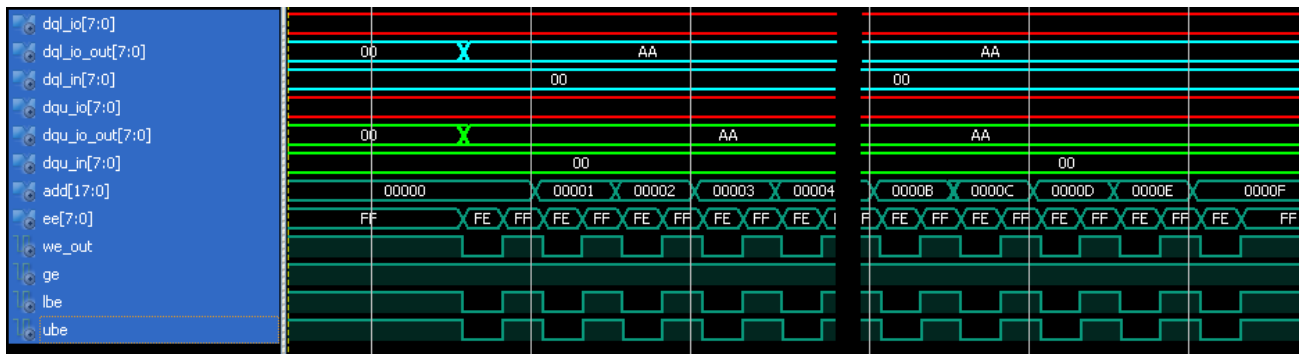 dql_io[7:0]
dql_io_out[7:0] 00 AA AA
dql_in[7:0] 00 00
dqu_io[7:0]
dqu_io_out[7:0] 00 AA AA
dqu_in[7:0] 00 00
add[17:0] 00000 00001 00002 00003 00004 0000B 0000C 0000D 0000E 0000F
ee[7:0] FF FE FF FE FF FE FF FE FF FE FE FF FE FF FE FF FE FF FE FF
we_out
ge
lbe
ube